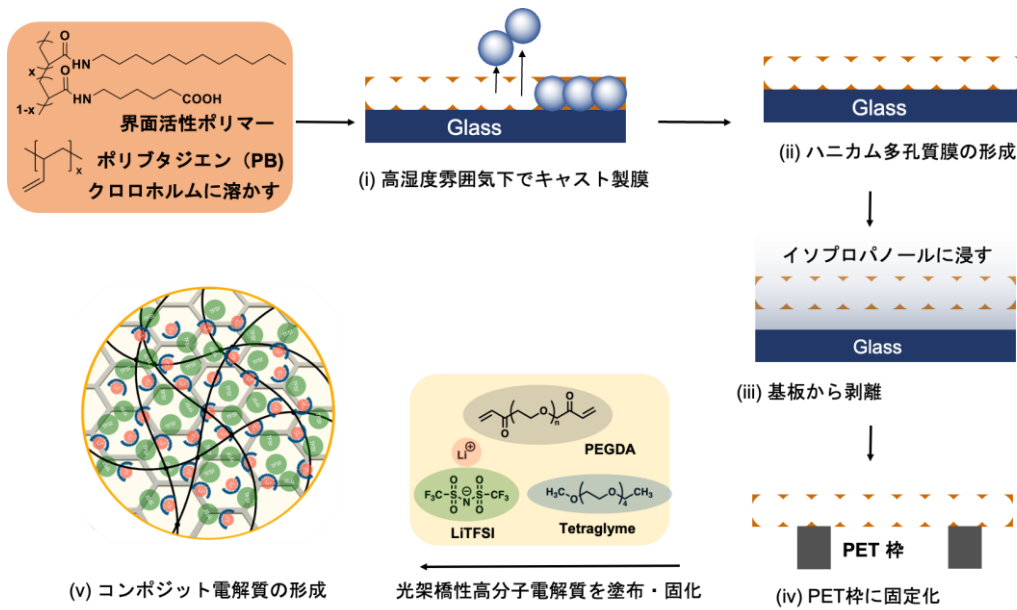 O
HN
x
O
HN
COOH
1-x
界面活性ポリマー
x
ポリブタジエン（PB)
クロロホルムに溶かす
Glass
(i) 高湿度雰囲気下でキャスト製膜
Glass
(ii) ハニカム多孔質膜の形成
イソプロパノールに浸す
Glass
(iii) 基板から剥離
PET 枠
(iv) PET枠に固定化
O
O
O
n
PEGDA
Li⊕
O O
F₃C-S S-CF₃
N⊖
O O
LiTFSI
H₃C
O
O
4
CH₃
Tetraglyme
光架橋性高分子電解質を塗布・固化
(v) コンポジット電解質の形成